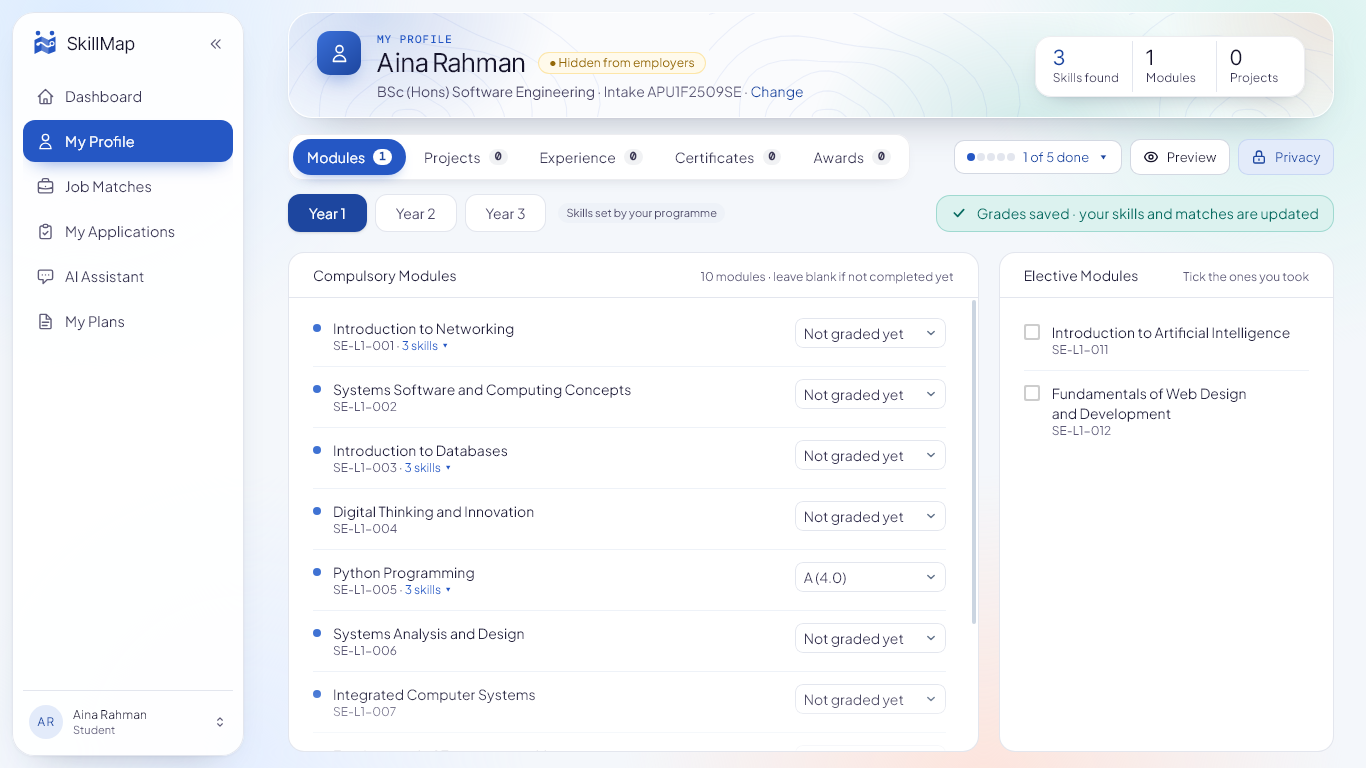 SkillMap
Dashboard
My Profile
Job Matches
My Applications
AI Assistant
My Plans
AR
Aina Rahman
Student
MY PROFILE
Aina Rahman
Hidden from employers
BSc (Hons) Software Engineering · Intake APU1F2509SE · Change
3
Skills found
1
Modules
0
Projects
Modules 1
Projects 0
Experience 0
Certificates 0
Awards 0
1 of 5 done
Preview
Privacy
Year 1
Year 2
Year 3
Skills set by your programme
Grades saved · your skills and matches are updated
Compulsory Modules
10 modules · leave blank if not completed yet
Introduction to Networking
SE-L1-001 · 3 skills
Not graded yet
Systems Software and Computing Concepts
SE-L1-002
Not graded yet
Introduction to Databases
SE-L1-003 · 3 skills
Not graded yet
Digital Thinking and Innovation
SE-L1-004
Not graded yet
Python Programming
SE-L1-005 · 3 skills
A (4.0)
Systems Analysis and Design
SE-L1-006
Not graded yet
Integrated Computer Systems
SE-L1-007
Not graded yet
Elective Modules
Tick the ones you took
Introduction to Artificial Intelligence
SE-L1-011
Fundamentals of Web Design
and Development
SE-L1-012